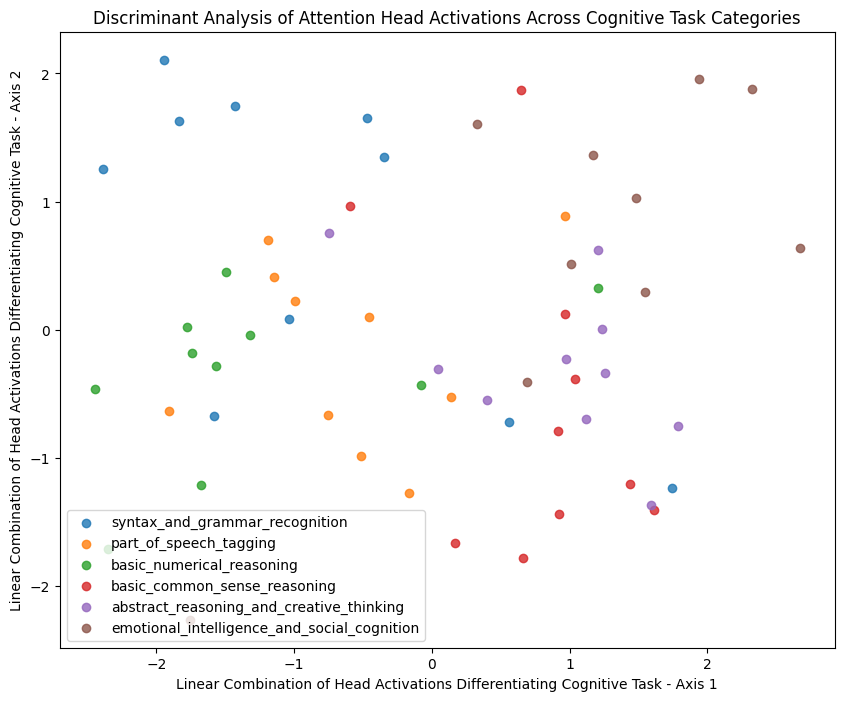 Discriminant Analysis of Attention Head Activations Across Cognitive Task Categories
Linear Combination of Head Activations Differentiating Cognitive Task - Axis 2
2
1
0
−1
−2
syntax_and_grammar_recognition
part_of_speech_tagging
basic_numerical_reasoning
basic_common_sense_reasoning
abstract_reasoning_and_creative_thinking
emotional_intelligence_and_social_cognition
−2
−1
0
1
2
Linear Combination of Head Activations Differentiating Cognitive Task - Axis 1